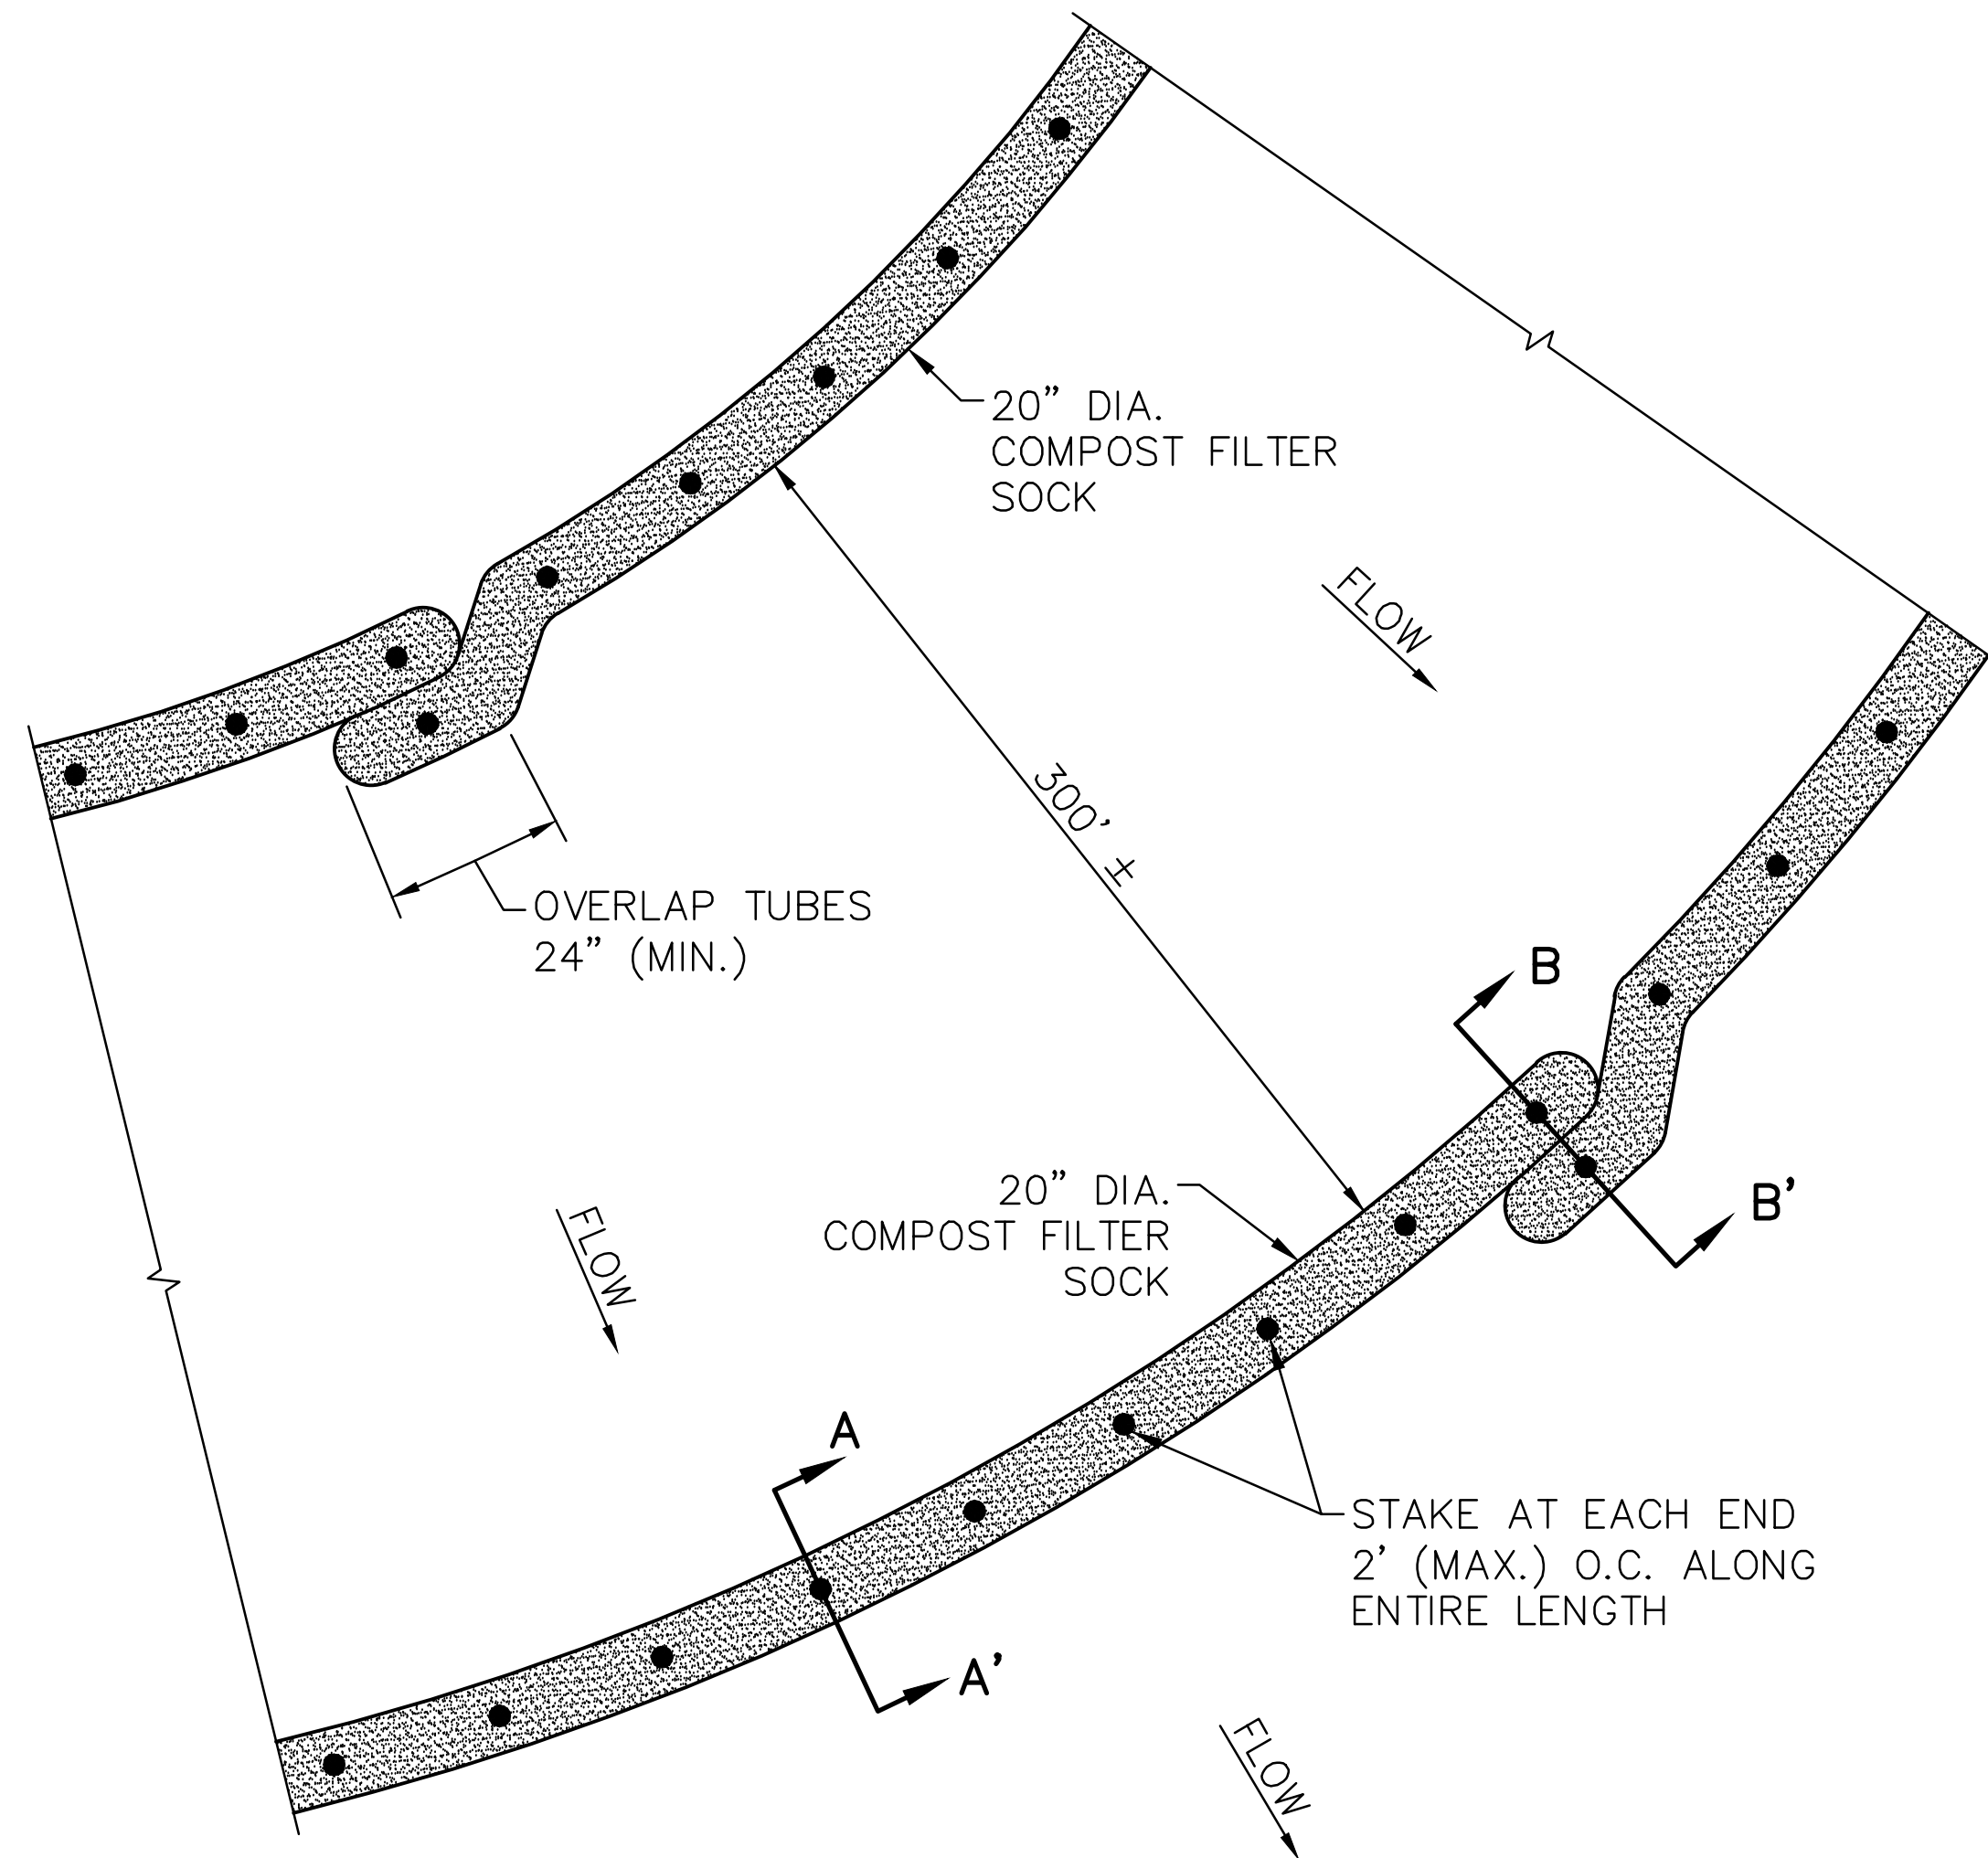 20” DIA.
COMPOST FILTER
SOCK
FLOW
300' ±
OVERLAP TUBES
24” (MIN.)
B
20” DIA.
COMPOST FILTER
SOCK
B'
FLOW
A
STAKE AT EACH END
2' (MAX.) O.C. ALONG
ENTIRE LENGTH
A'
FLOW